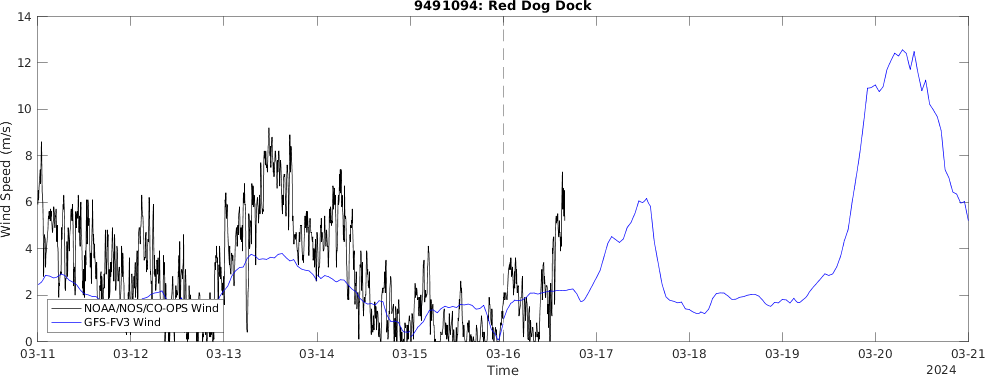 9491094: Red Dog Dock
Wind Speed (m/s)
14
12
10
8
6
4
2
0
NOAA/NOS/CO-OPS Wind
GFS-FV3 Wind
03-11 03-12 03-13 03-14 03-15 03-16 03-17 03-18 03-19 03-20 03-21
Time
2024